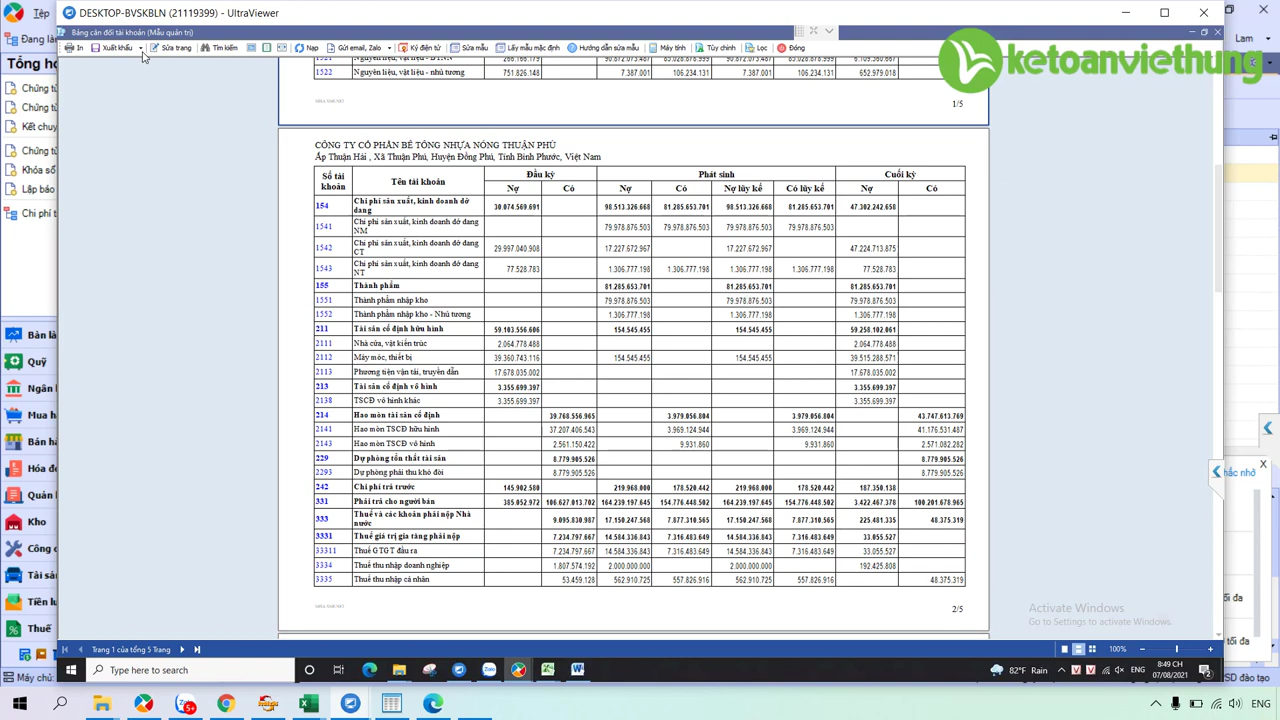 DESKTOP-BVSKBLN (21119399) - UltraViewer
Bảng cân đối tài khoản (Mẫu quản trị)
In Xuất khẩu Sửa trang Tìm kiếm Nạp Gửi email, Zalo Ký điện tử Sửa mẫu Lấy mẫu mặc định Hướng dẫn sửa mẫu Máy tính Tùy chỉnh Lọc Đóng
ketoanviethung
1522 Nguyên liệu, vật liệu - nhủ tương 751.826.148 7.387.001 106.234.131 7.387.001 106.234.131 652.979.018
1/5
CÔNG TY CỔ PHẦN BÊ TÔNG NHỰA NÓNG THUẬN PHÚ
Ấp Thuận Hải , Xã Thuận Phú, Huyện Đồng Phú, Tỉnh Bình Phước, Việt Nam
Số tài khoản Tên tài khoản Đầu kỳ Phát sinh Cuối kỳ
Nợ Có Nợ Có Nợ lũy kế Có lũy kế Nợ Có
154 Chi phí sản xuất, kinh doanh dở dang 30.074.569.691 98.513.326.668 81.285.653.701 98.513.326.668 81.285.653.701 47.302.242.658
1541 Chi phí sản xuất, kinh doanh dở dang NM 79.978.876.503 79.978.876.503 79.978.876.503 79.978.876.503
1542 Chi phí sản xuất, kinh doanh dở dang CT 29.997.040.908 17.227.672.967 17.227.672.967 47.224.713.875
1543 Chi phí sản xuất, kinh doanh dở dang NT 77.528.783 1.306.777.198 1.306.777.198 1.306.777.198 1.306.777.198 77.528.783
155 Thành phẩm 81.285.653.701 81.285.653.701 81.285.653.701
1551 Thành phẩm nhập kho 79.978.876.503 79.978.876.503 79.978.876.503
1552 Thành phẩm nhập kho - Nhủ tương 1.306.777.198 1.306.777.198 1.306.777.198
211 Tài sản cố định hữu hình 59.103.556.606 154.545.455 154.545.455 59.258.102.061
2111 Nhà cửa, vật kiến trúc 2.064.778.488 2.064.778.488
2112 Máy móc, thiết bị 39.360.743.116 154.545.455 154.545.455 39.515.288.571
2113 Phương tiện vận tải, truyền dẫn 17.678.035.002 17.678.035.002
213 Tài sản cố định vô hình 3.355.699.397 3.355.699.397
2138 TSCĐ vô hình khác 3.355.699.397 3.355.699.397
214 Hao mòn tài sản cố định 39.768.556.965 3.979.056.804 3.979.056.804 43.747.613.769
2141 Hao mòn TSCĐ hữu hình 37.207.406.543 3.969.124.944 3.969.124.944 41.176.531.487
2143 Hao mòn TSCĐ vô hình 2.561.150.422 9.931.860 9.931.860 2.571.082.282
229 Dự phòng tổn thất tài sản 8.779.905.526 8.779.905.526
2293 Dự phòng phải thu khó đòi 8.779.905.526 8.779.905.526
242 Chi phí trả trước 145.902.580 219.968.000 178.520.442 219.968.000 178.520.442 187.350.138
331 Phải trả cho người bán 385.052.972 106.627.013.702 164.239.197.645 154.776.448.502 164.239.197.645 154.776.448.502 3.422.467.378 100.201.678.965
333 Thuế và các khoản phải nộp Nhà nước 9.095.830.987 17.150.247.568 7.877.310.565 17.150.247.568 7.877.310.565 225.481.335 48.375.319
3331 Thuế giá trị gia tăng phải nộp 7.234.797.667 14.584.336.843 7.316.483.649 14.584.336.843 7.316.483.649 33.055.527
33311 Thuế GTGT đầu ra 7.234.797.667 14.584.336.843 7.316.483.649 14.584.336.843 7.316.483.649 33.055.527
3334 Thuế thu nhập doanh nghiệp 1.807.574.192 2.000.000.000 2.000.000.000 192.425.808
3335 Thuế thu nhập cá nhân 53.459.128 562.910.725 557.826.916 562.910.725 557.826.916 48.375.319
2/5
Activate Windows
Go to Settings to activate Windows.
Trang 1 của tổng 5 Trang
100%
Type here to search
82°F Rain
ENG
8:49 CH
07/08/2021
Đang là
Tổng hợ
Chứng t
Chứng từ
Kết chuy
Chứng
Khóa sổ
Lập báo
Chi phí t
Bàn là
Quỹ
Ngân h
Mua h
Bán h
Hóa đ
Quản
Kho
Công c
Tài sản
Tiền lu
Thuế
Máy chủ:
Lam
hắc nhở
ối đa
tối đa
SD đào tạo
ENG